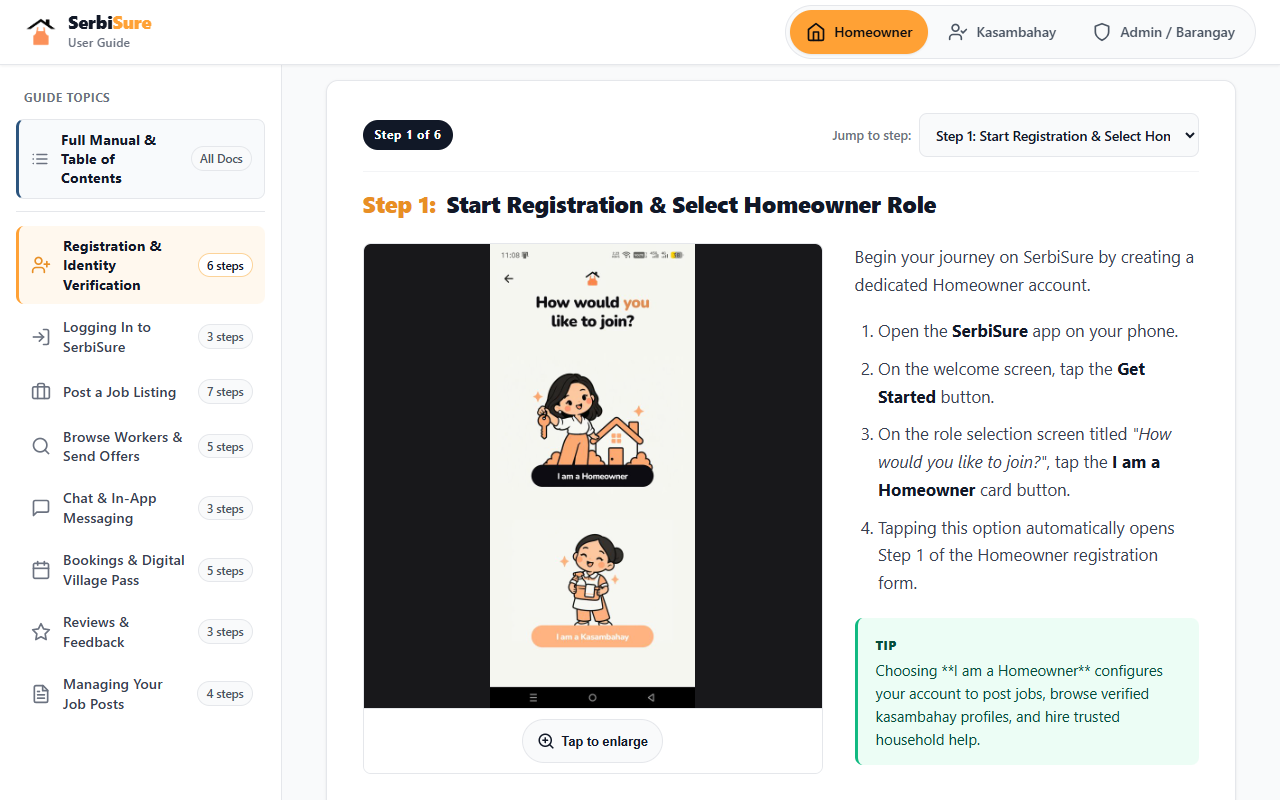 SerbiSure
User Guide
Homeowner
Kasambahay
Admin / Barangay
GUIDE TOPICS
Full Manual &
Table of
Contents
All Docs
Registration &
Identity
Verification
6 steps
Logging In to
SerbiSure
3 steps
Post a Job Listing
7 steps
Browse Workers &
Send Offers
5 steps
Chat & In-App
Messaging
3 steps
Bookings & Digital
Village Pass
5 steps
Reviews &
Feedback
3 steps
Managing Your
Job Posts
4 steps
Step 1 of 6
Jump to step:
Step 1: Start Registration & Select Hon
Step 1: Start Registration & Select Homeowner Role
11:08
How would you
like to join?
I am a Homeowner
I am a Kasambahay
Tap to enlarge
Begin your journey on SerbiSure by creating a
dedicated Homeowner account.
1. Open the SerbiSure app on your phone.
2. On the welcome screen, tap the Get
Started button.
3. On the role selection screen titled "How
would you like to join?", tap the I am a
Homeowner card button.
4. Tapping this option automatically opens
Step 1 of the Homeowner registration
form.
TIP
Choosing **I am a Homeowner** configures
your account to post jobs, browse verified
kasambahay profiles, and hire trusted
household help.